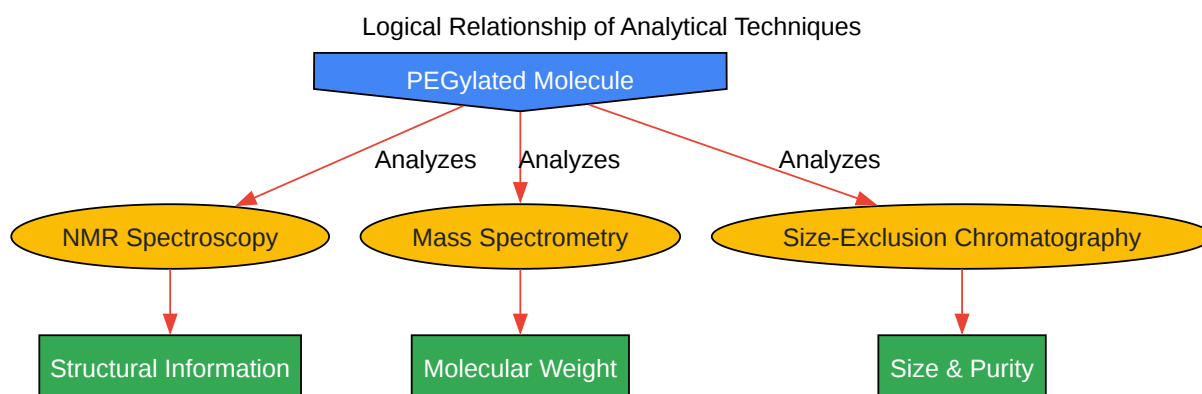 Logical Relationship of Analytical Techniques
PEGylated Molecule
Analyzes
Analyzes
Analyzes
NMR Spectroscopy
Mass Spectrometry
Size-Exclusion Chromatography
Structural Information
Molecular Weight
Size & Purity